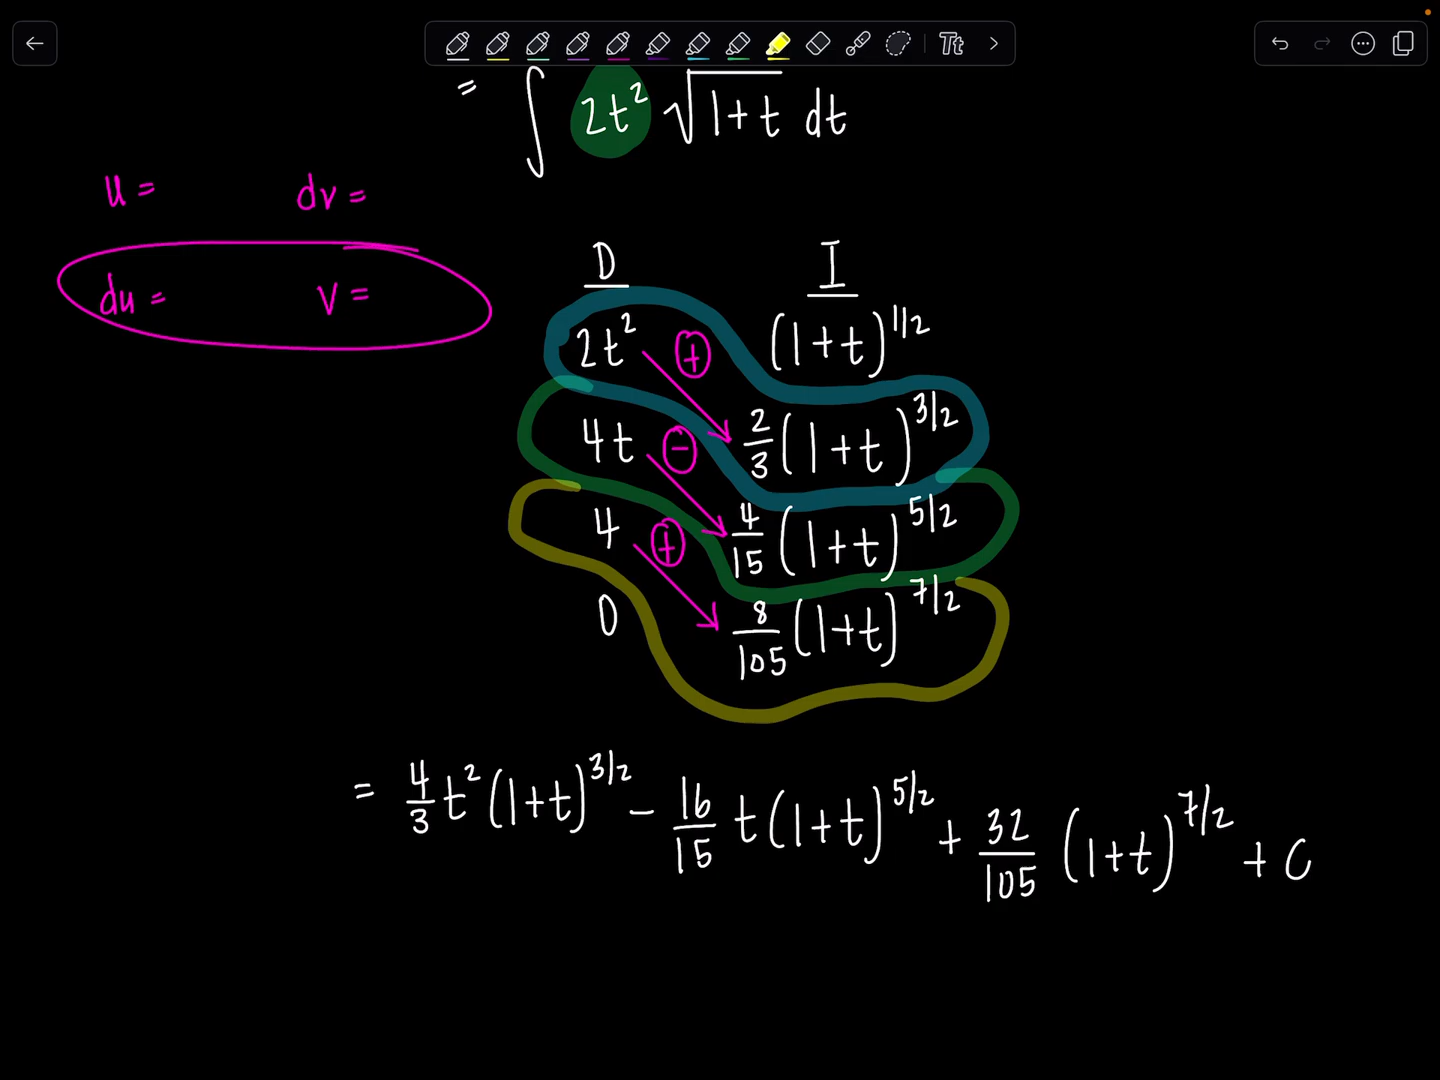 Tt
= ∫ 2t² √(1+t) dt
u = dv =
du = v =
D I
2t² + (1+t)^1/2
4t − 2/3 (1+t)^3/2
4 + 4/15 (1+t)^5/2
0 8/105 (1+t)^7/2
= 4/3 t² (1+t)^3/2 − 16/15 t (1+t)^5/2 + 32/105 (1+t)^7/2 + C